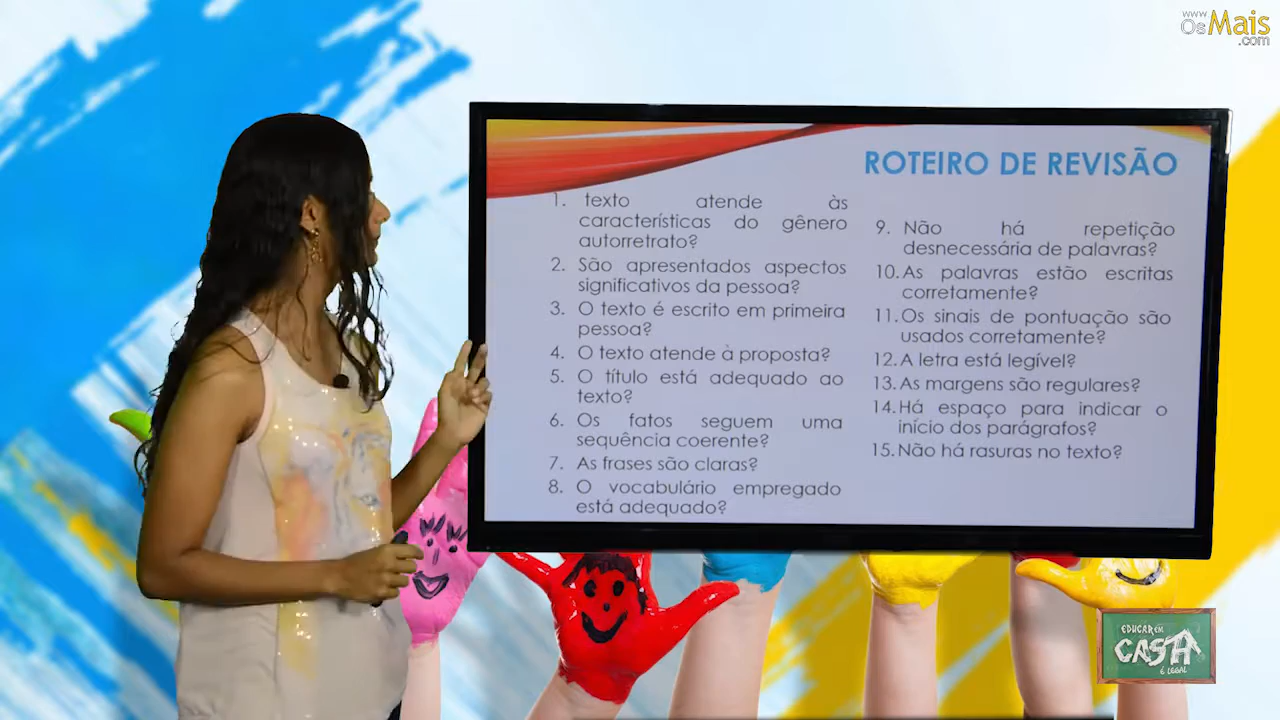 www
OsMais
.com
ROTEIRO DE REVISÃO
1. texto atende às
características do gênero
autorretrato?
2. São apresentados aspectos
significativos da pessoa?
3. O texto é escrito em primeira
pessoa?
4. O texto atende à proposta?
5. O título está adequado ao
texto?
6. Os fatos seguem uma
sequência coerente?
7. As frases são claras?
8. O vocabulário empregado
está adequado?
9. Não há repetição
desnecessária de palavras?
10. As palavras estão escritas
corretamente?
11. Os sinais de pontuação são
usados corretamente?
12. A letra está legível?
13. As margens são regulares?
14. Há espaço para indicar o
início dos parágrafos?
15. Não há rasuras no texto?
EDUCAR EM
CASA
É LEGAL